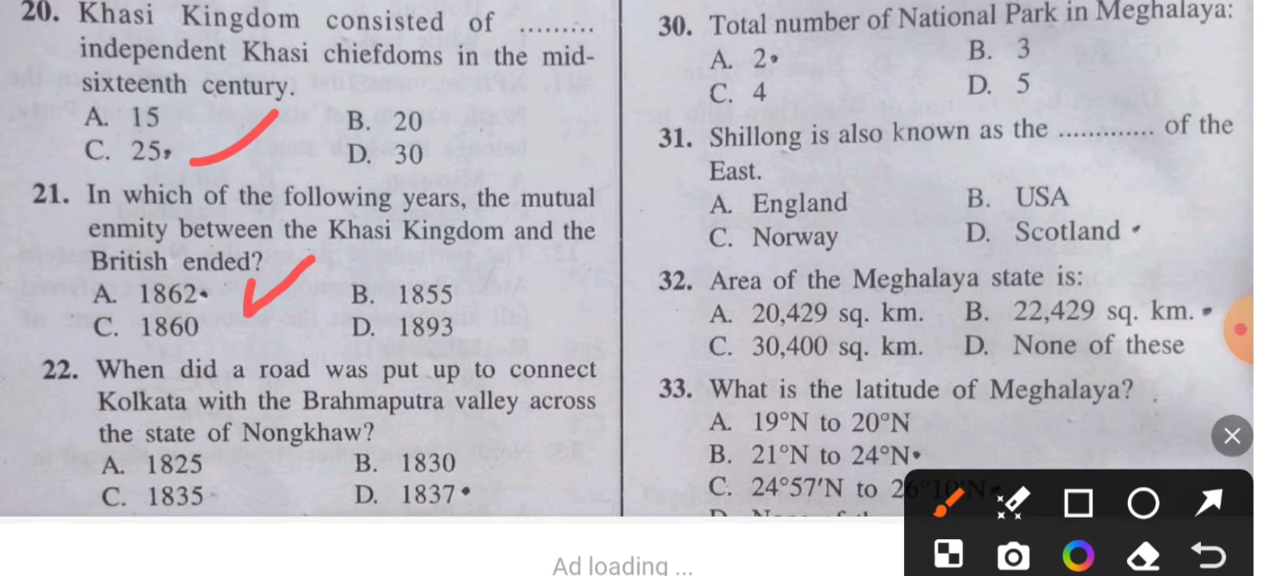 20. Khasi Kingdom consisted of ..........
independent Khasi chiefdoms in the mid-
sixteenth century.
A. 15 B. 20
C. 25 D. 30
21. In which of the following years, the mutual
enmity between the Khasi Kingdom and the
British ended?
A. 1862 B. 1855
C. 1860 D. 1893
22. When did a road was put up to connect
Kolkata with the Brahmaputra valley across
the state of Nongkhaw?
A. 1825 B. 1830
C. 1835 D. 1837
30. Total number of National Park in Meghalaya:
A. 2 B. 3
C. 4 D. 5
31. Shillong is also known as the ............. of the
East.
A. England B. USA
C. Norway D. Scotland
32. Area of the Meghalaya state is:
A. 20,429 sq. km. B. 22,429 sq. km.
C. 30,400 sq. km. D. None of these
33. What is the latitude of Meghalaya?
A. 19°N to 20°N
B. 21°N to 24°N
C. 24°57'N to 26°10'N
Ad loading ...